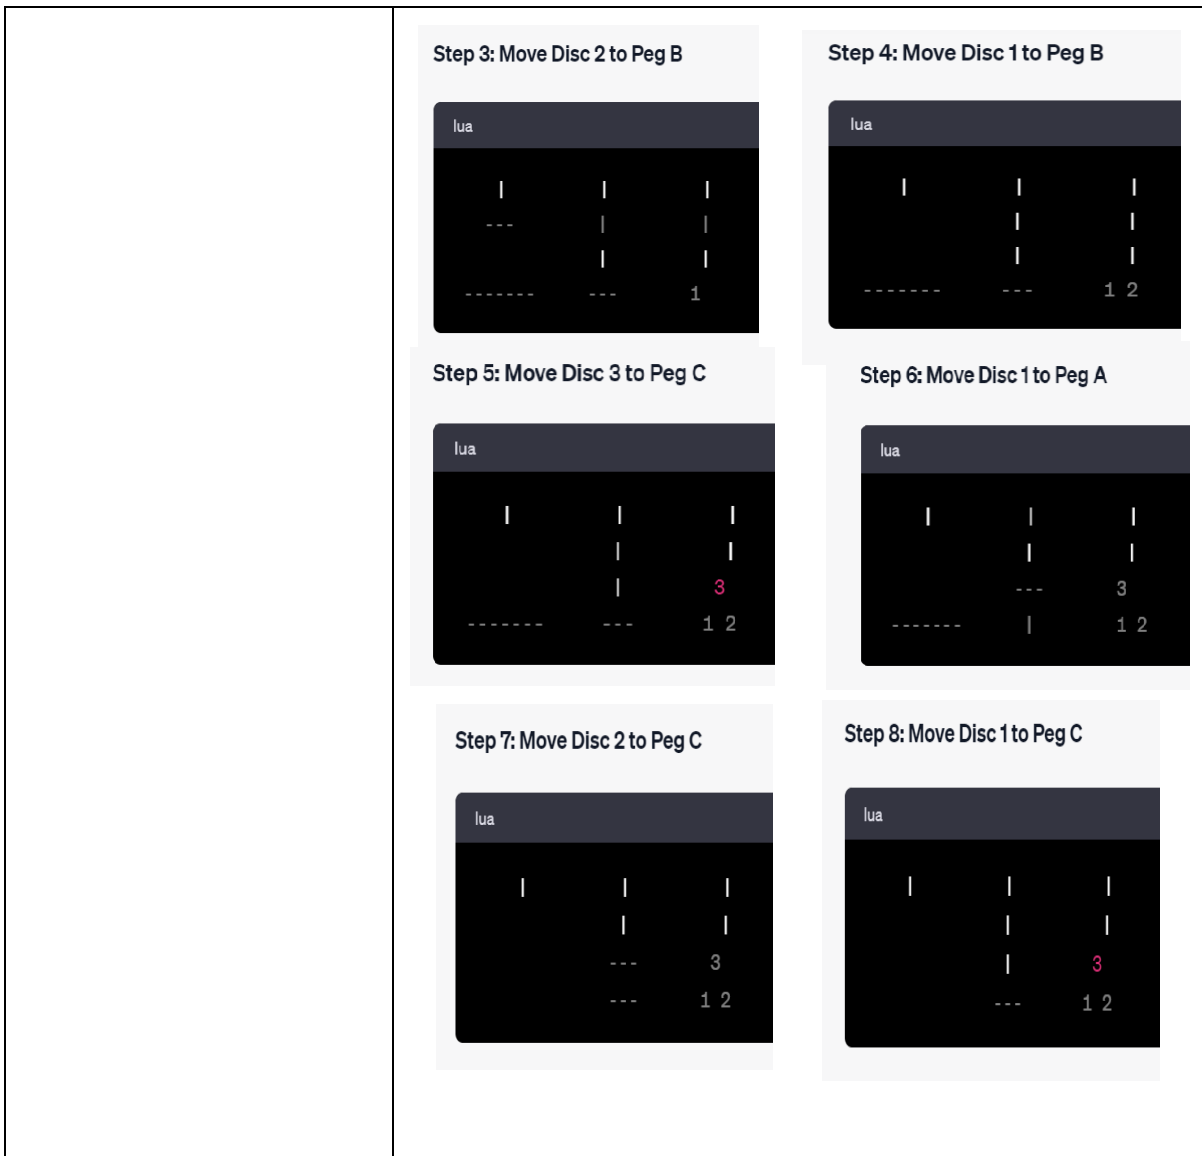 Step 3: Move Disc 2 to Peg B
lua
| | |
--- | |
| |
------- --- 1
Step 4: Move Disc 1 to Peg B
lua
| | |
| |
| |
------- --- 1 2
Step 5: Move Disc 3 to Peg C
lua
| | |
| |
| 3
------- --- 1 2
Step 6: Move Disc 1 to Peg A
lua
| | |
| |
--- 3
------- | 1 2
Step 7: Move Disc 2 to Peg C
lua
| | |
| |
--- 3
--- 1 2
Step 8: Move Disc 1 to Peg C
lua
| | |
| |
| 3
--- 1 2